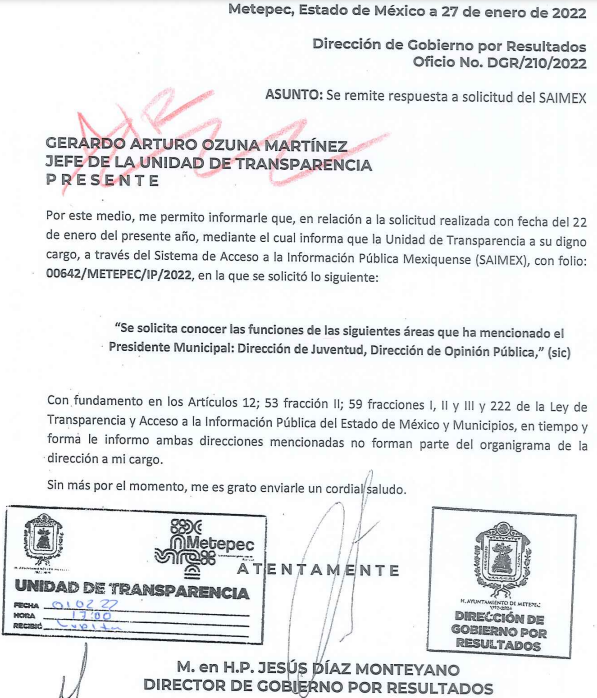 Metepec, Estado de México a 27 de enero de 2022
Dirección de Gobierno por Resultados
Oficio No. DGR/210/2022
ASUNTO: Se remite respuesta a solicitud del SAIMEX
GERARDO ARTURO OZUNA MARTÍNEZ
JEFE DE LA UNIDAD DE TRANSPARENCIA
P R E S E N T E
Por este medio, me permito informarle que, en relación a la solicitud realizada con fecha del 22
de enero del presente año, mediante el cual informa que la Unidad de Transparencia a su digno
cargo, a través del Sistema de Acceso a la Información Pública Mexiquense (SAIMEX), con folio:
00642/METEPEC/IP/2022, en la que se solicitó lo siguiente:
“Se solicita conocer las funciones de las siguientes áreas que ha mencionado el
Presidente Municipal: Dirección de Juventud, Dirección de Opinión Pública,” (sic)
Con fundamento en los Artículos 12; 53 fracción II; 59 fracciones I, II y III y 222 de la Ley de
Transparencia y Acceso a la Información Pública del Estado de México y Municipios, en tiempo y
forma le informo ambas direcciones mencionadas no forman parte del organigrama de la
dirección a mi cargo.
Sin más por el momento, me es grato enviarle un cordial saludo.
Metepec
UNIDAD DE TRANSPARENCIA
FECHA 01 02 22
HORA 17:00
RECIBIÓ
A T E N T A M E N T E
H. AYUNTAMIENTO DE METEPEC
DIRECCIÓN DE
GOBIERNO POR
RESULTADOS
M. en H.P. JESÚS DÍAZ MONTEYANO
DIRECTOR DE GOBIERNO POR RESULTADOS